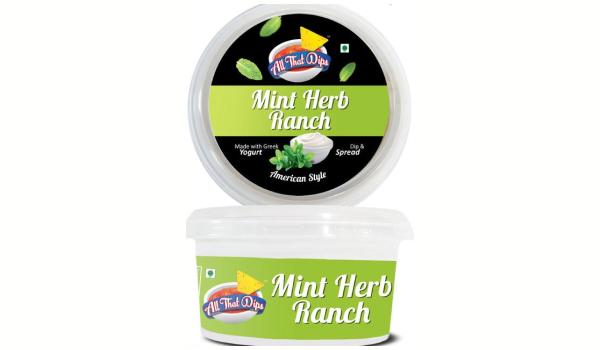 All That Dips
Mint Herb
Ranch
Made with Greek
Yogurt
Dip &
Spread
American Style
All That Dips
Mint Herb
Ranch